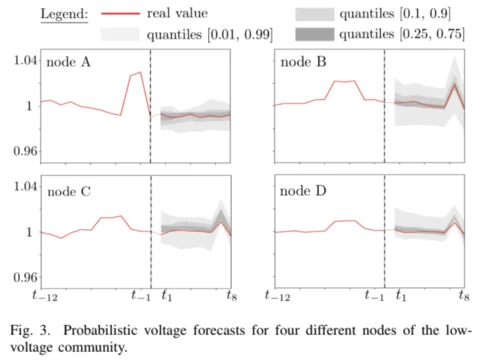 Legend: real value quantiles [0.1, 0.9]
quantiles [0.01, 0.99] quantiles [0.25, 0.75]
1.04
1
0.96
node A
node B
1.04
1
0.96
node C
node D
t₋₁₂ t₋₁ t₁ t₈ t₋₁₂ t₋₁ t₁ t₈
Fig. 3. Probabilistic voltage forecasts for four different nodes of the low-
voltage community.